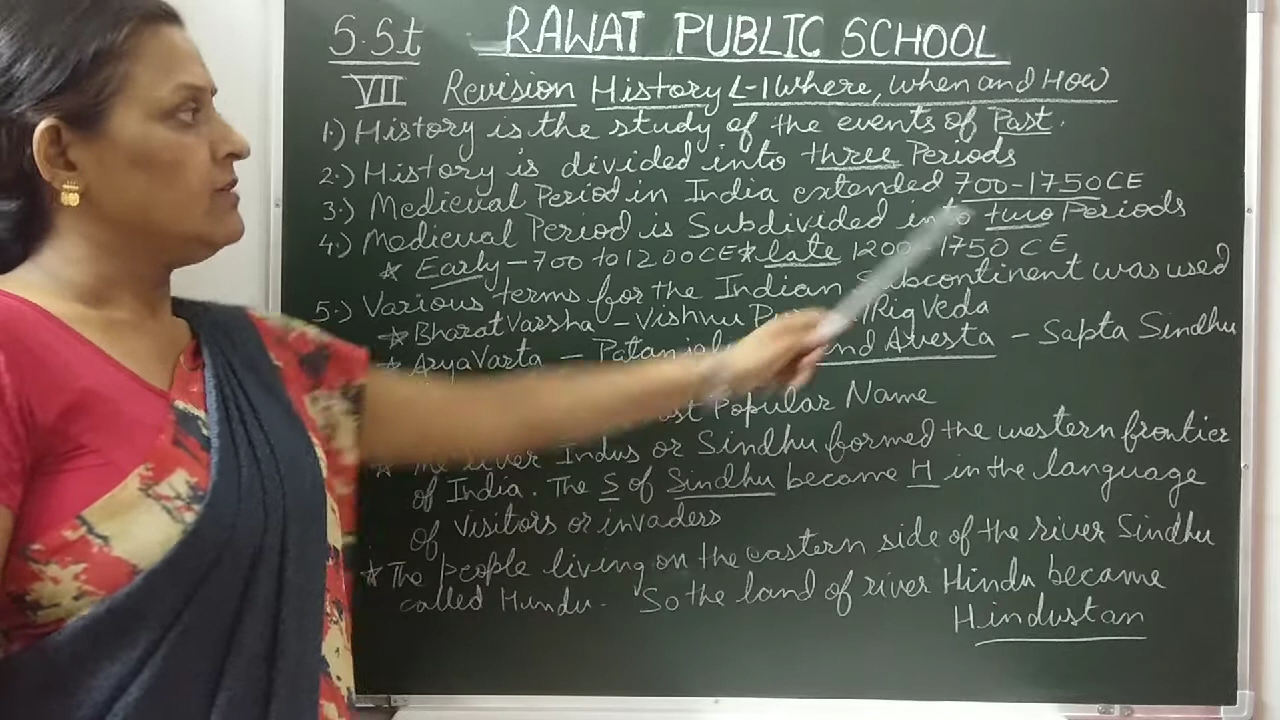 S.St RAWAT PUBLIC SCHOOL
VII Revision History L-1 Where, When and How
1.) History is the study of the events of Past.
2.) History is divided into three Periods
3.) Medieval Period in India extended 700-1750 CE
4.) Medieval Period is Subdivided into two Periods
* Early - 700 to 1200 CE * late 1200 - 1750 CE
5.) Various terms for the Indian Subcontinent was used
* Bharat Varsha - Vishnu / Rig Veda
* Arya Varta - Avesta - Sapta Sindhu
Popular Name
* The river Indus or Sindhu formed the western frontier
of India. The S of Sindhu became H in the language
of visitors or invaders
* The people living on the eastern side of the river Sindhu
called Hindu. So the land of river Hindu became
Hindustan